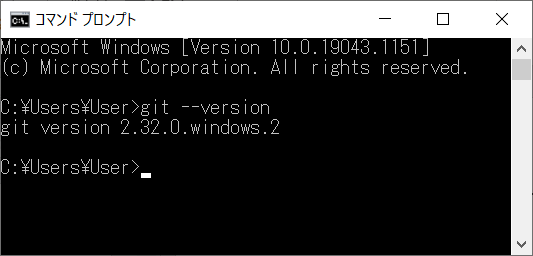 コマンド プロンプト
Microsoft Windows [Version 10.0.19043.1151]
(c) Microsoft Corporation. All rights reserved.
C:¥Users¥User>git --version
git version 2.32.0.windows.2
C:¥Users¥User>